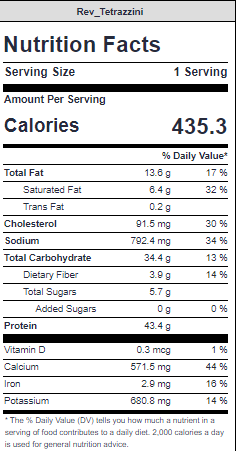 Rev_Tetrazzini
Nutrition Facts
Serving Size 1 Serving
Amount Per Serving
Calories 435.3
% Daily Value*
Total Fat 13.6 g 17 %
Saturated Fat 6.4 g 32 %
Trans Fat 0.2 g
Cholesterol 91.5 mg 30 %
Sodium 792.4 mg 34 %
Total Carbohydrate 34.4 g 13 %
Dietary Fiber 3.9 g 14 %
Total Sugars 5.7 g
Added Sugars 0 g 0 %
Protein 43.4 g
Vitamin D 0.3 mcg 1 %
Calcium 571.5 mg 44 %
Iron 2.9 mg 16 %
Potassium 680.8 mg 14 %
* The % Daily Value (DV) tells you how much a nutrient in a
serving of food contributes to a daily diet. 2,000 calories a day
is used for general nutrition advice.